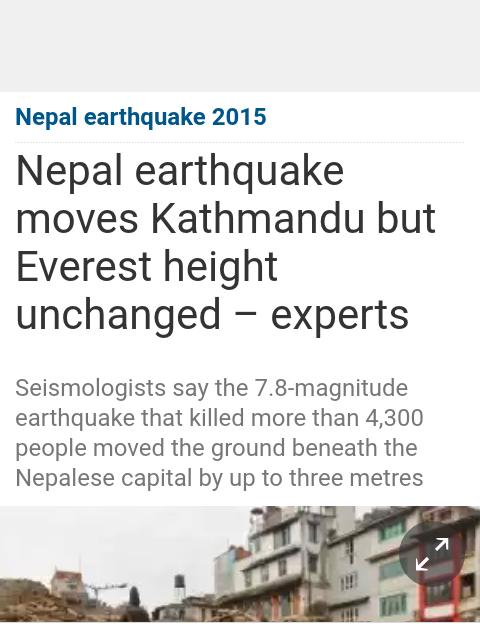 Nepal earthquake 2015
Nepal earthquake
moves Kathmandu but
Everest height
unchanged – experts
Seismologists say the 7.8-magnitude
earthquake that killed more than 4,300
people moved the ground beneath the
Nepalese capital by up to three metres